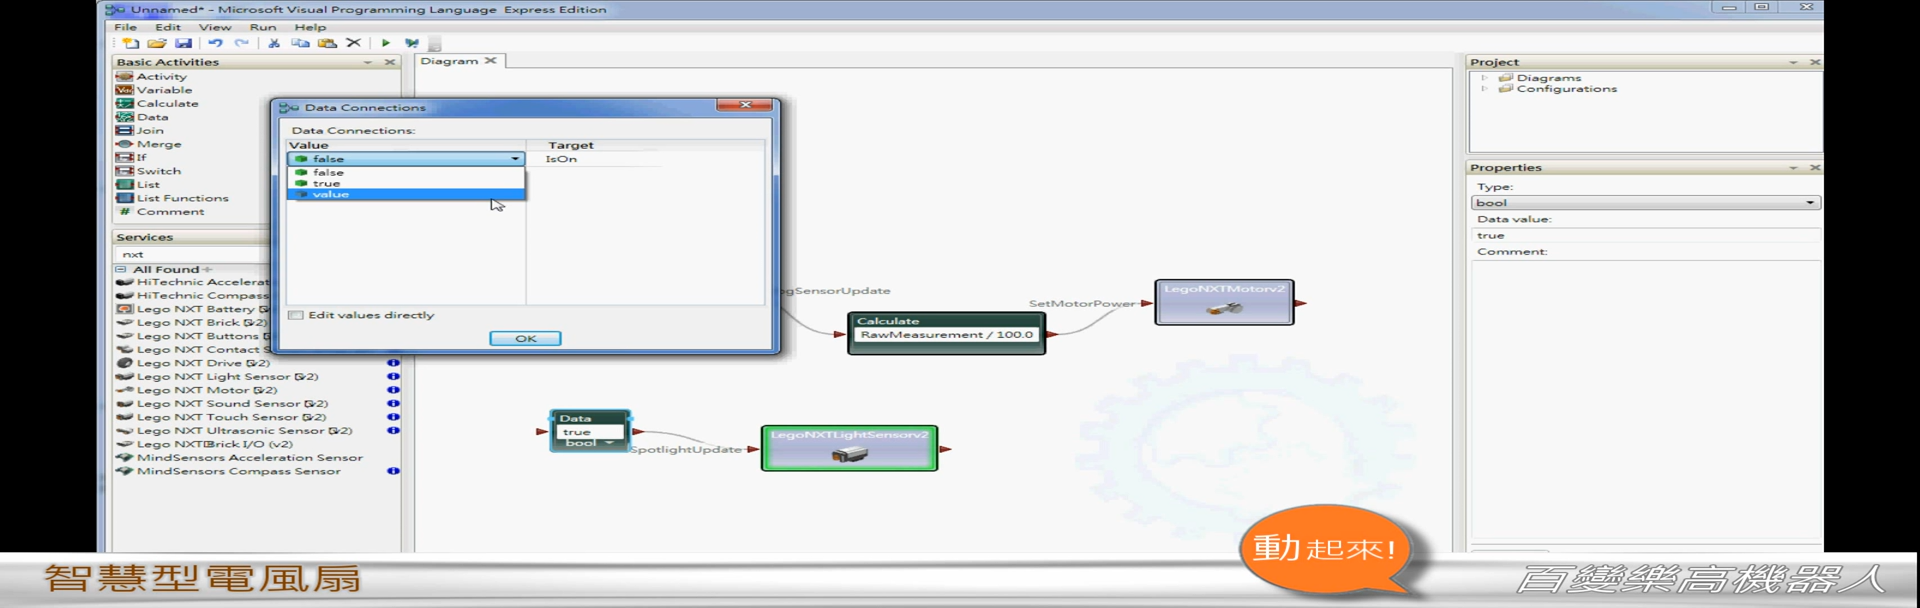 Unnamed* - Microsoft Visual Programming Language Express Edition
File Edit View Run Help
Basic Activities
Activity
Variable
Calculate
Data
Join
Merge
If
Switch
List
List Functions
# Comment
Services
nxt
All Found
HiTechnic Accelerat
HiTechnic Compass
Lego NXT Battery
Lego NXT Brick (v2)
Lego NXT Buttons
Lego NXT Contact S
Lego NXT Drive (v2)
Lego NXT Light Sensor (v2)
Lego NXT Motor (v2)
Lego NXT Sound Sensor (v2)
Lego NXT Touch Sensor (v2)
Lego NXT Ultrasonic Sensor (v2)
Lego NXT Brick I/O (v2)
MindSensors Acceleration Sensor
MindSensors Compass Sensor
Diagram
Data Connections
Data Connections:
Value Target
false IsOn
false
true
value
Edit values directly
OK
ogSensorUpdate
Calculate
RawMeasurement / 100.0
SetMotorPower
LegoNXTMotorv2
Data
true
bool
SpotlightUpdate
LegoNXTLightSensorv2
Project
Diagrams
Configurations
Properties
Type:
bool
Data value:
true
Comment:
動起來!
智慧型電風扇
百變樂高機器人